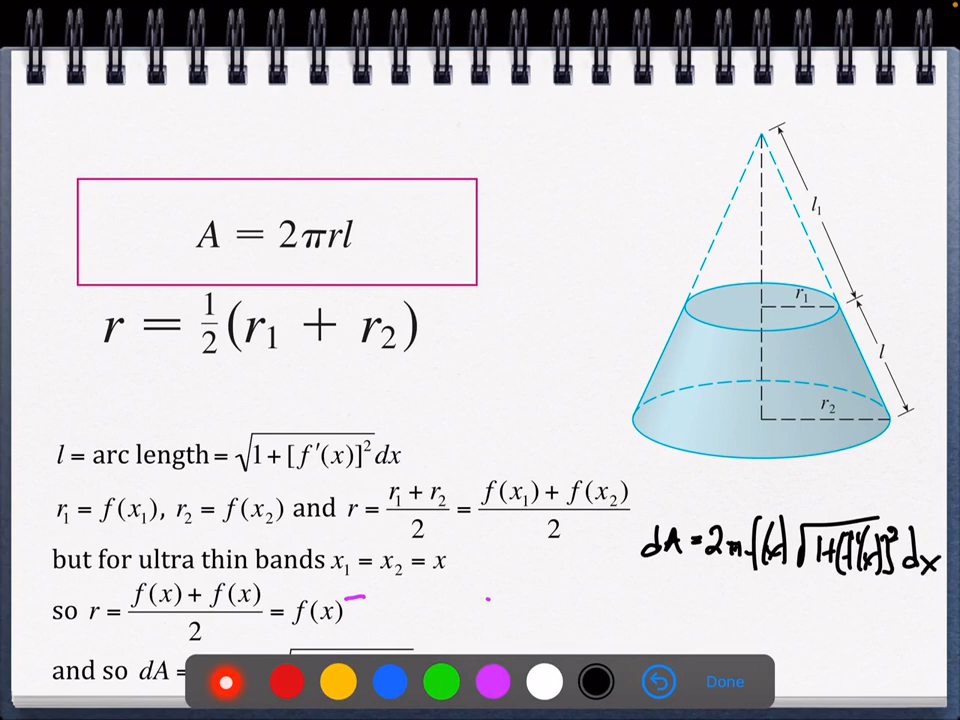 A = 2πrl
r = ½(r₁ + r₂)
l₁
r₁
l
r₂
l = arc length = √(1 + [f′(x)]²) dx
r₁ = f(x₁), r₂ = f(x₂) and r = (r₁ + r₂)/2 = (f(x₁) + f(x₂))/2
but for ultra thin bands x₁ = x₂ = x
so r = (f(x) + f(x))/2 = f(x)
and so dA =
dA = 2π f(x) √(1+[f'(x)]²) dx
Done